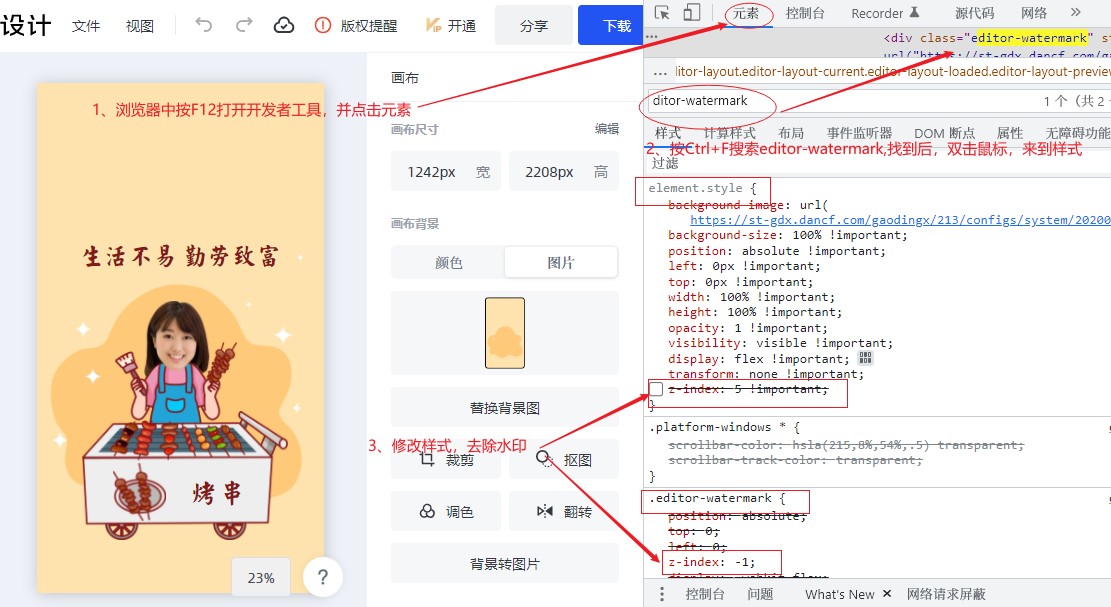 设计 文件 视图 版权提醒 开通 分享 下载
画布
画布尺寸 编辑
1242px 宽 2208px 高
画布背景
颜色 图片
替换背景图
裁剪 抠图
调色 翻转
背景转图片
生活不易 勤劳致富
烤串
23% ?
1、浏览器中按F12打开开发者工具，并点击元素
2、按Ctrl+F搜索editor-watermark,找到后，双击鼠标，来到样式
3、修改样式，去除水印
元素 控制台 Recorder 源代码 网络 »
<div class="editor-watermark"
url("https://st-gdx.dancf.com/ga
... litor-layout.editor-layout-current.editor-layout-loaded.editor-layout-preview
ditor-watermark 1 个（共 2
样式 计算样式 布局 事件监听器 DOM 断点 属性 无障碍功能
过滤
element.style {
background-image: url(
https://st-gdx.dancf.com/gaodingx/213/configs/system/20200
background-size: 100% !important;
position: absolute !important;
left: 0px !important;
top: 0px !important;
width: 100% !important;
height: 100% !important;
opacity: 1 !important;
visibility: visible !important;
display: flex !important;
transform: none !important;
z-index: 5 !important;
}
.platform-windows * {
scrollbar-color: hsla(215,8%,54%,.5) transparent;
scrollbar-track-color: transparent;
}
.editor-watermark {
position: absolute;
top: 0;
left: 0;
z-index: -1;
控制台 问题 What's New × 网络请求屏蔽